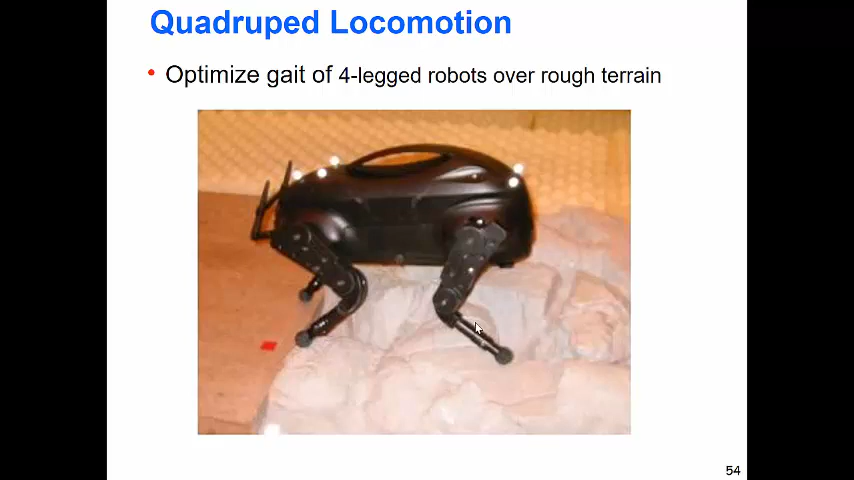 Quadruped Locomotion
• Optimize gait of 4-legged robots over rough terrain
54